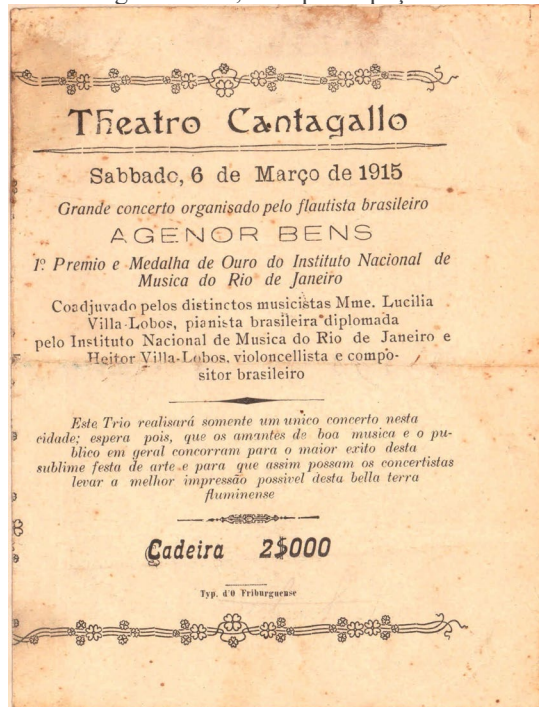 Theatro Cantagallo
Sabbado, 6 de Março de 1915
Grande concerto organisado pelo flautista brasileiro
AGENOR BENS
1º Premio e Medalha de Ouro do Instituto Nacional de
Musica do Rio de Janeiro
Coadjuvado pelos distinctos musicistas Mme. Lucilia
Villa-Lobos, pianista brasileira diplomada
pelo Instituto Nacional de Musica do Rio de Janeiro e
Heitor Villa-Lobos. violoncellista e compo-
sitor brasileiro
Este Trio realisará somente um unico concerto nesta
cidade; espera pois, que os amantes de boa musica e o pu-
blico em geral concorram para o maior exito desta
sublime festa de arte e para que assim possam os concertistas
levar a melhor impressão possivel desta bella terra
fluminense
Cadeira 2$000
Typ. d'O Friburguense